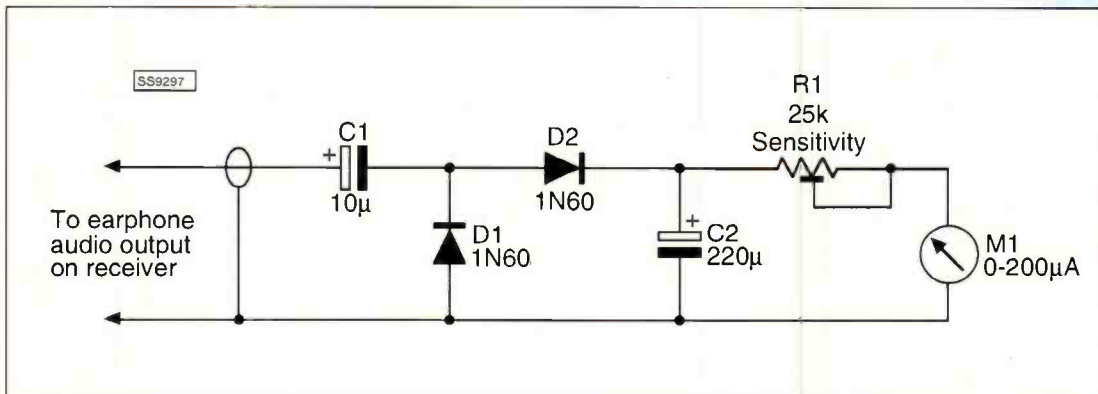 SS9297
To earphone
audio output
on receiver
+
C1
10µ
D1
1N60
D2
1N60
+
C2
220µ
R1
25k
Sensitivity
M1
0-200µA